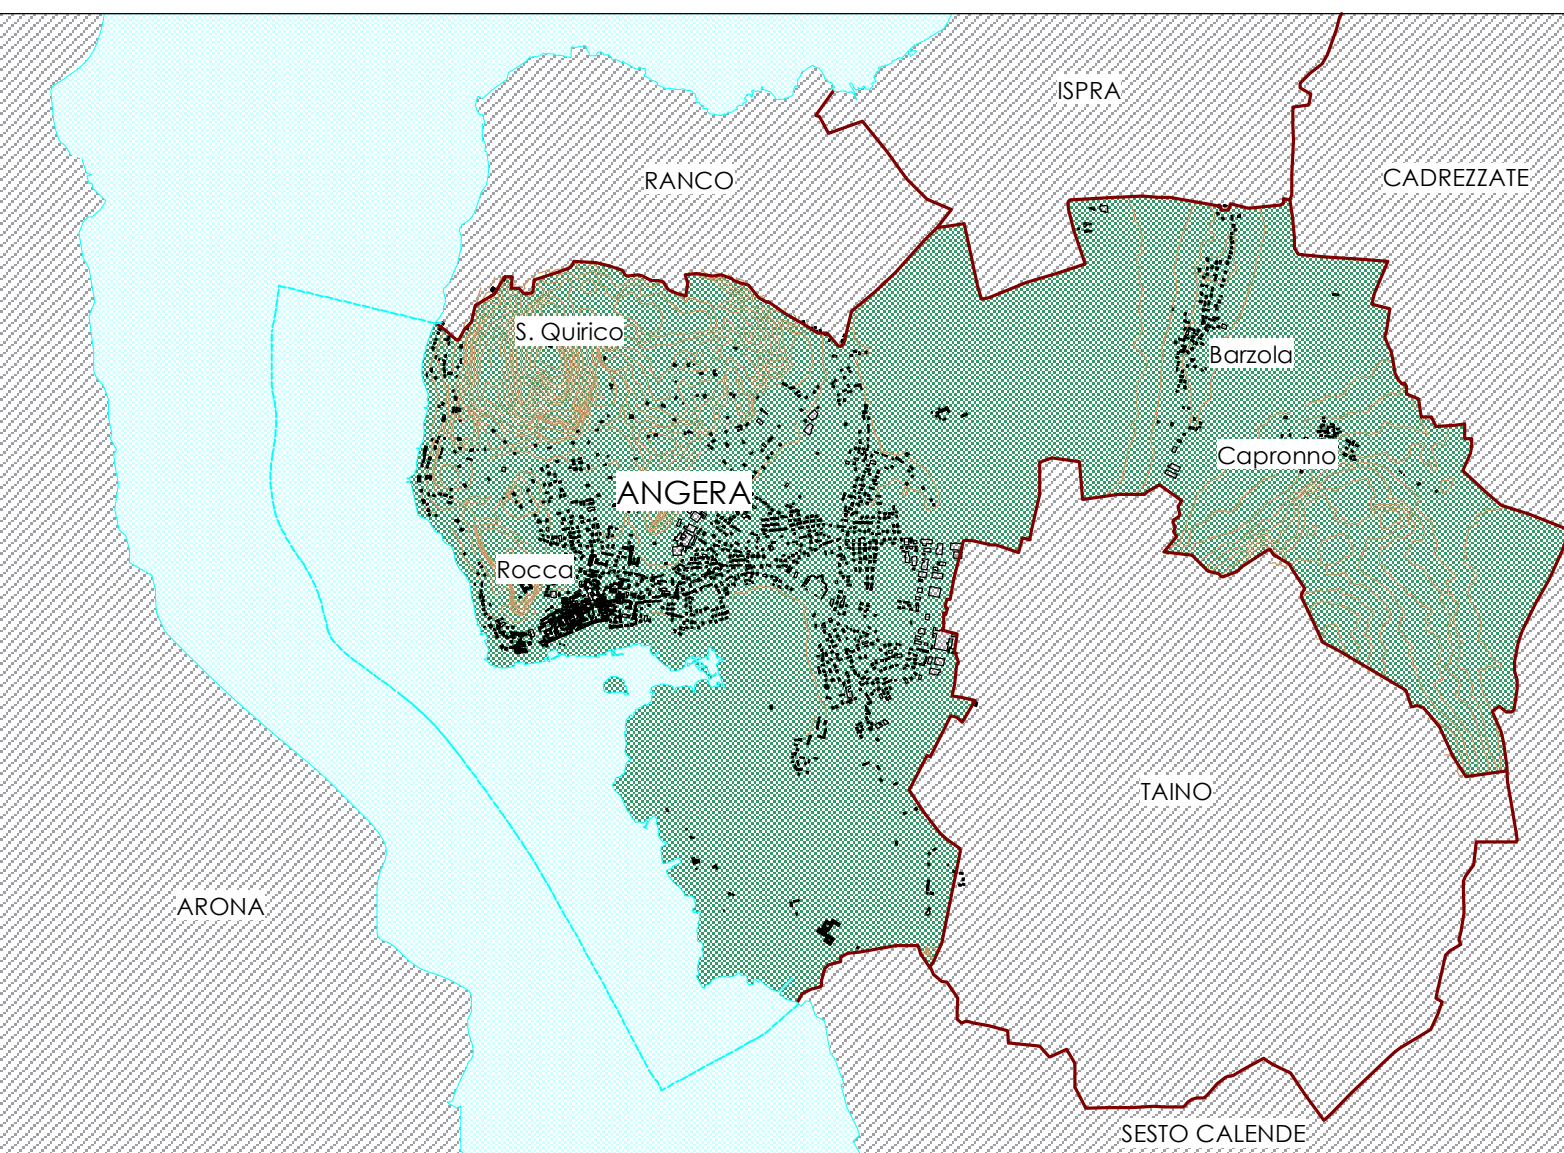 ISPRA
RANCO
CADREZZATE
S. Quirico
Barzola
Capronno
ANGERA
Rocca
TAINO
ARONA
SESTO CALENDE